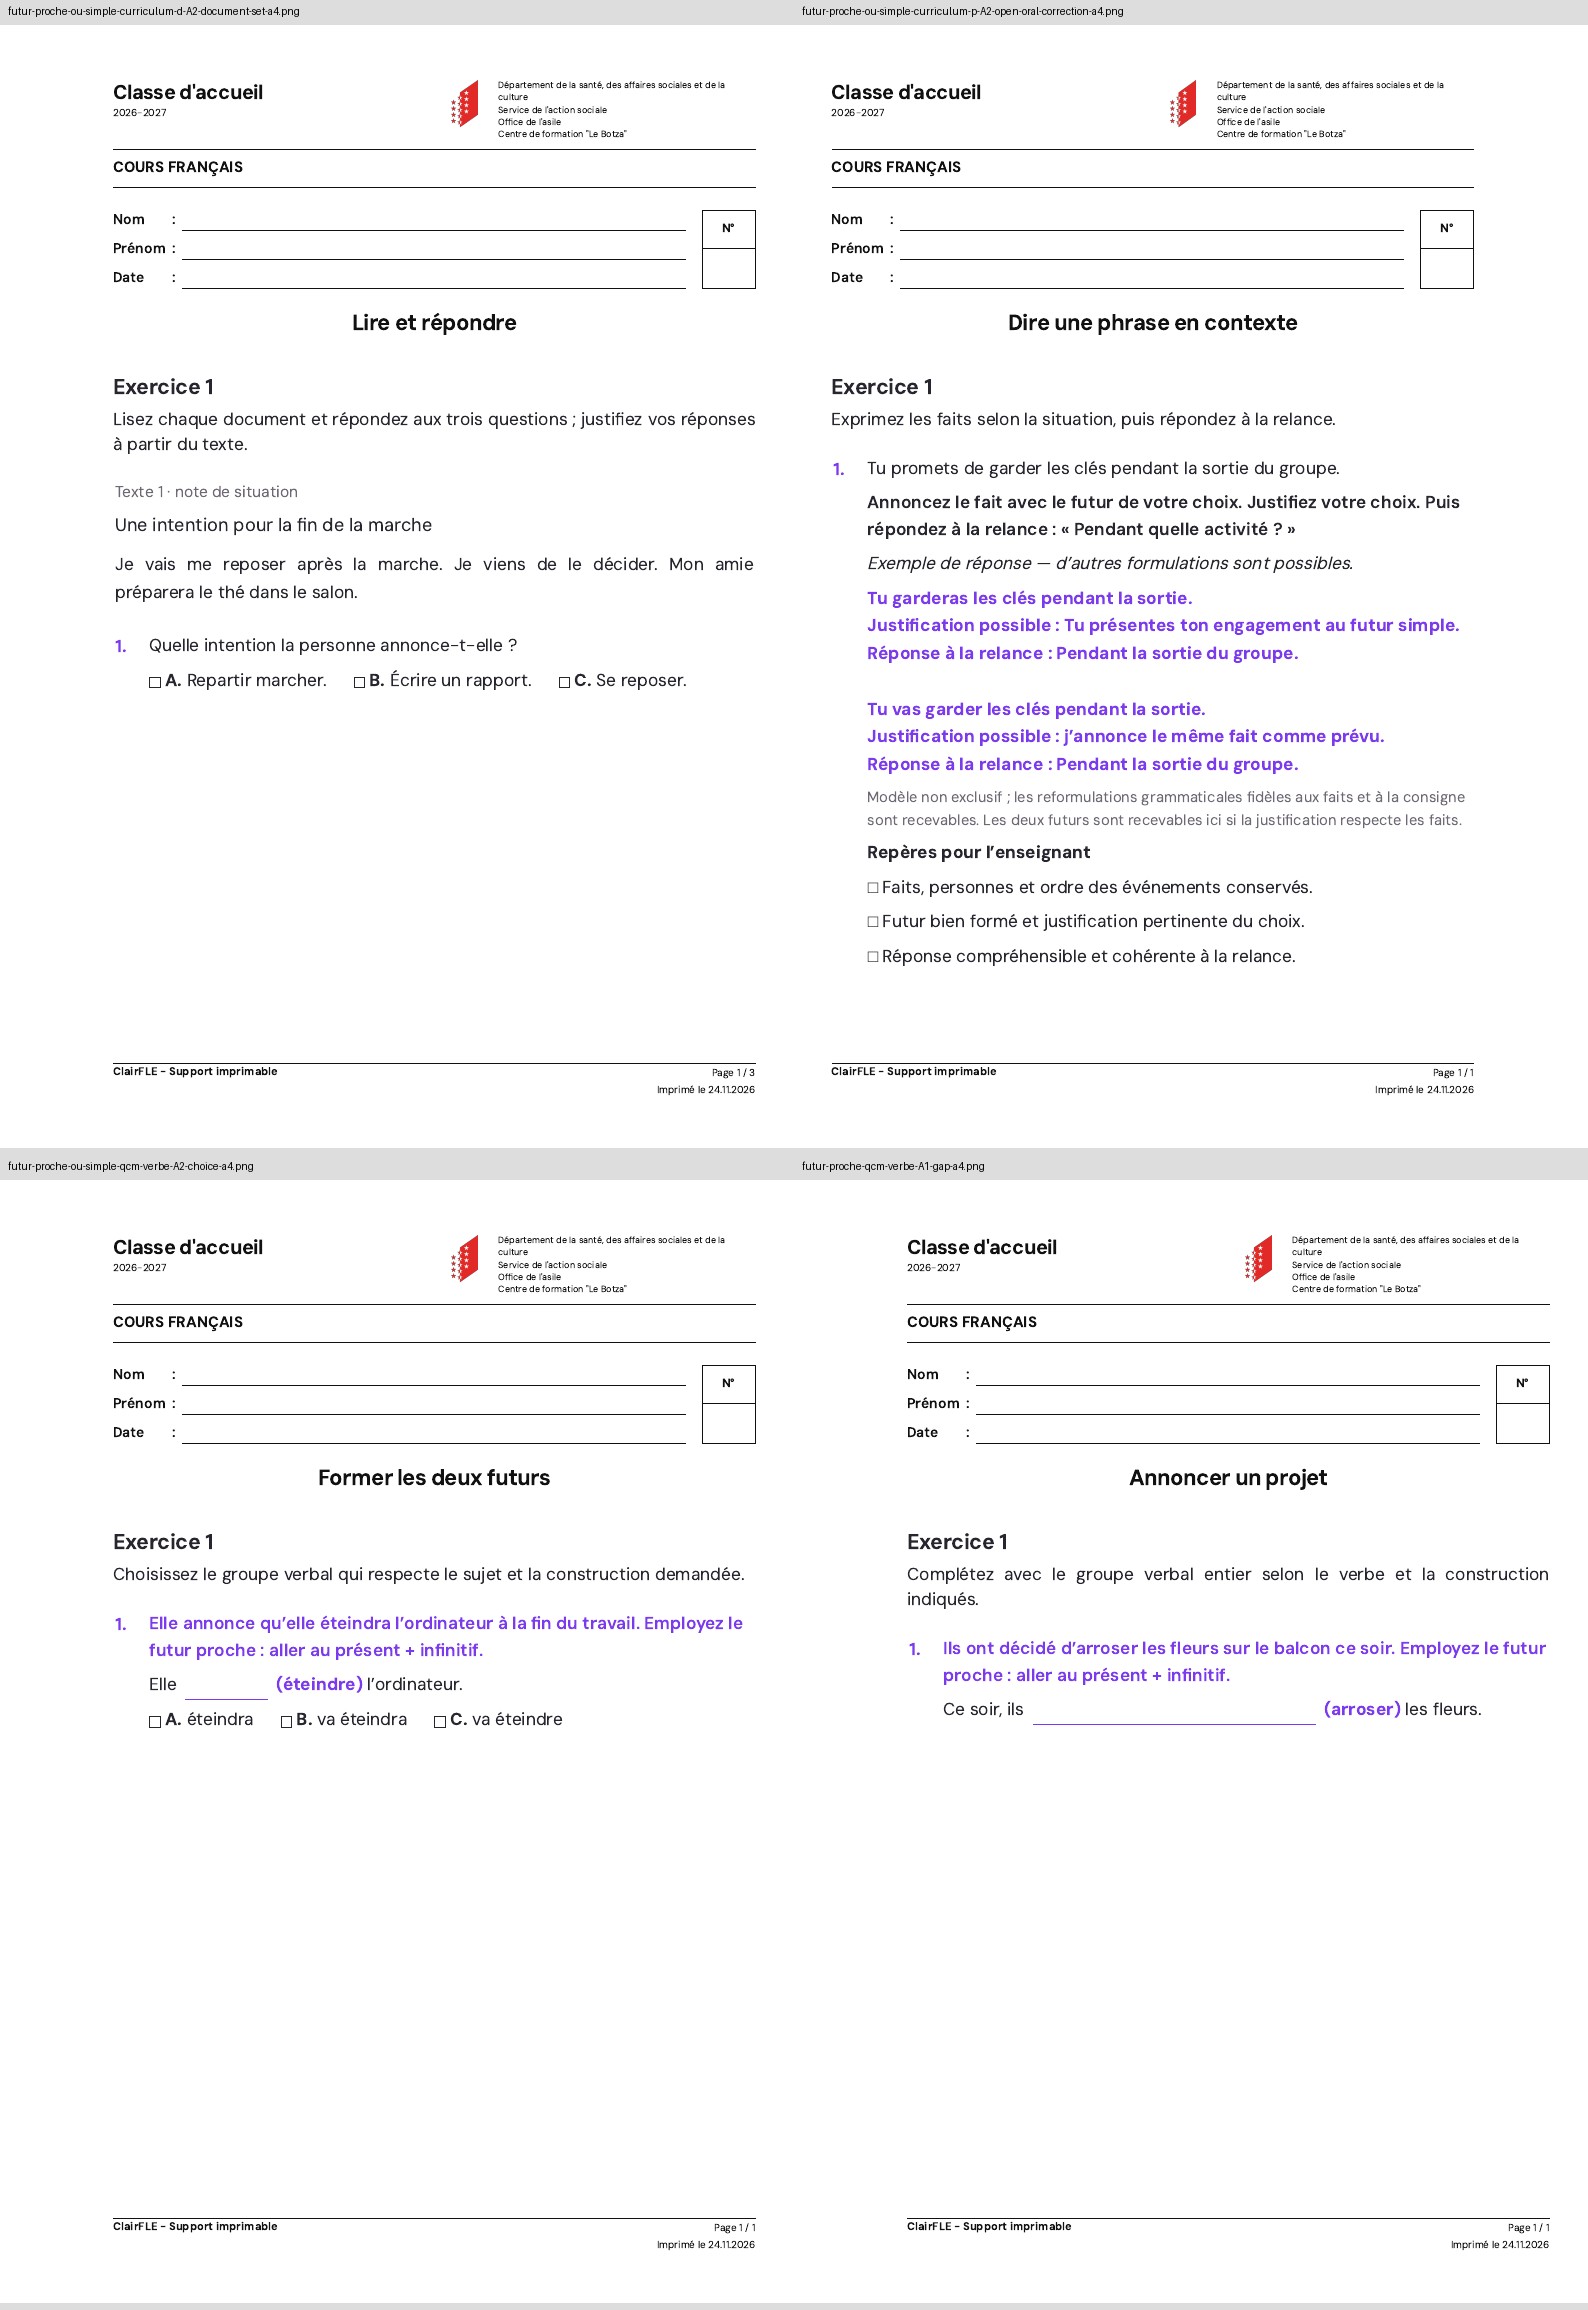 futur-proche-ou-simple-curriculum-d-A2-document-set-a4.png
Classe d'accueil
2026-2027
Département de la santé, des affaires sociales et de la
culture
Service de l'action sociale
Office de l'asile
Centre de formation "Le Botza"
COURS FRANÇAIS
Nom :
Prénom :
Date :
N°
Lire et répondre
Exercice 1
Lisez chaque document et répondez aux trois questions ; justifiez vos réponses
à partir du texte.
Texte 1 · note de situation
Une intention pour la fin de la marche
Je vais me reposer après la marche. Je viens de le décider. Mon amie
préparera le thé dans le salon.
1. Quelle intention la personne annonce-t-elle ?
□ A. Repartir marcher. □ B. Écrire un rapport. □ C. Se reposer.
ClairFLE – Support imprimable
Page 1 / 3
Imprimé le 24.11.2026
futur-proche-ou-simple-curriculum-p-A2-open-oral-correction-a4.png
Classe d'accueil
2026-2027
Département de la santé, des affaires sociales et de la
culture
Service de l'action sociale
Office de l'asile
Centre de formation "Le Botza"
COURS FRANÇAIS
Nom :
Prénom :
Date :
N°
Dire une phrase en contexte
Exercice 1
Exprimez les faits selon la situation, puis répondez à la relance.
1. Tu promets de garder les clés pendant la sortie du groupe.
Annoncez le fait avec le futur de votre choix. Justifiez votre choix. Puis
répondez à la relance : « Pendant quelle activité ? »
Exemple de réponse — d’autres formulations sont possibles.
Tu garderas les clés pendant la sortie.
Justification possible : Tu présentes ton engagement au futur simple.
Réponse à la relance : Pendant la sortie du groupe.
Tu vas garder les clés pendant la sortie.
Justification possible : j’annonce le même fait comme prévu.
Réponse à la relance : Pendant la sortie du groupe.
Modèle non exclusif ; les reformulations grammaticales fidèles aux faits et à la consigne
sont recevables. Les deux futurs sont recevables ici si la justification respecte les faits.
Repères pour l’enseignant
□ Faits, personnes et ordre des événements conservés.
□ Futur bien formé et justification pertinente du choix.
□ Réponse compréhensible et cohérente à la relance.
ClairFLE – Support imprimable
Page 1 / 1
Imprimé le 24.11.2026
futur-proche-ou-simple-qcm-verbe-A2-choice-a4.png
Classe d'accueil
2026-2027
Département de la santé, des affaires sociales et de la
culture
Service de l'action sociale
Office de l'asile
Centre de formation "Le Botza"
COURS FRANÇAIS
Nom :
Prénom :
Date :
N°
Former les deux futurs
Exercice 1
Choisissez le groupe verbal qui respecte le sujet et la construction demandée.
1. Elle annonce qu’elle éteindra l’ordinateur à la fin du travail. Employez le
futur proche : aller au présent + infinitif.
Elle ________ (éteindre) l’ordinateur.
□ A. éteindra □ B. va éteindra □ C. va éteindre
ClairFLE – Support imprimable
Page 1 / 1
Imprimé le 24.11.2026
futur-proche-qcm-verbe-A1-gap-a4.png
Classe d'accueil
2026-2027
Département de la santé, des affaires sociales et de la
culture
Service de l'action sociale
Office de l'asile
Centre de formation "Le Botza"
COURS FRANÇAIS
Nom :
Prénom :
Date :
N°
Annoncer un projet
Exercice 1
Complétez avec le groupe verbal entier selon le verbe et la construction
indiqués.
1. Ils ont décidé d’arroser les fleurs sur le balcon ce soir. Employez le futur
proche : aller au présent + infinitif.
Ce soir, ils ________ (arroser) les fleurs.
ClairFLE – Support imprimable
Page 1 / 1
Imprimé le 24.11.2026